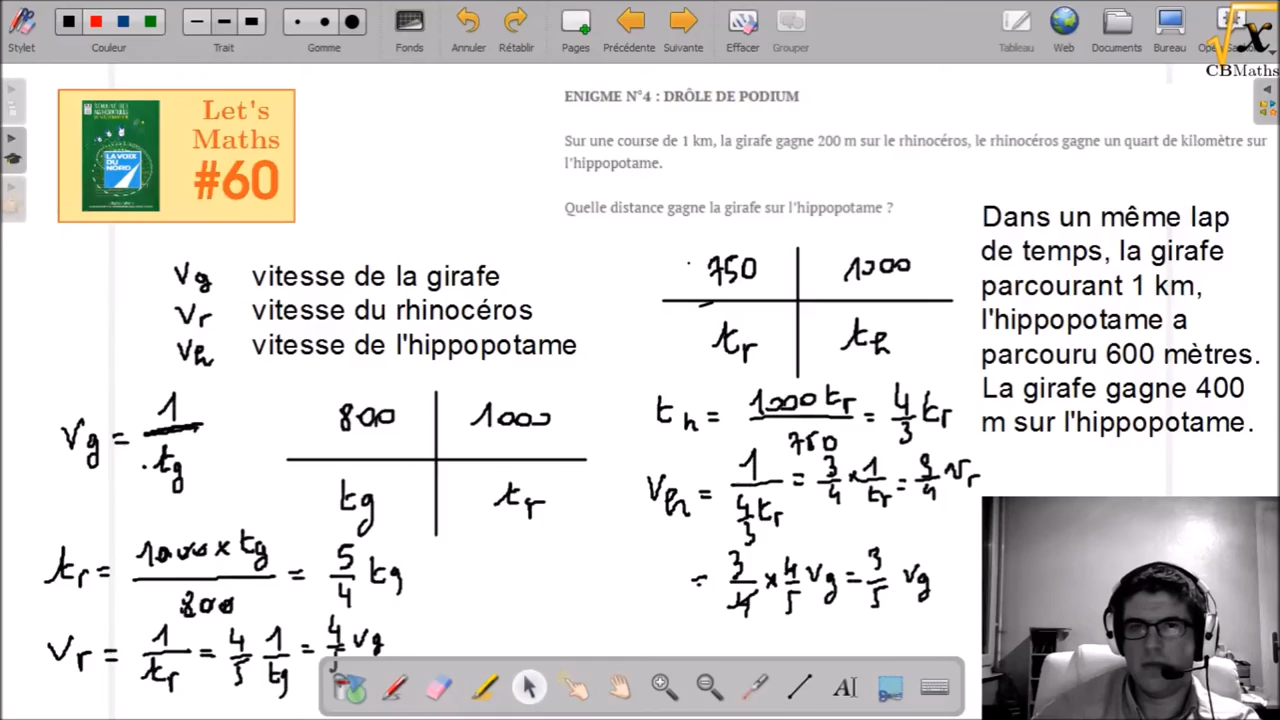 Stylet Couleur Trait Gomme Fonds Annuler Rétablir Pages Précédente Suivante Effacer Grouper Tableau Web Documents Bureau
CBMaths
Let's
Maths
#60
LA VOIX
DU
NORD
ENIGME N°4 : DRÔLE DE PODIUM
Sur une course de 1 km, la girafe gagne 200 m sur le rhinocéros, le rhinocéros gagne un quart de kilomètre sur
l'hippopotame.
Quelle distance gagne la girafe sur l'hippopotame ?
Vg vitesse de la girafe
Vr vitesse du rhinocéros
Vh vitesse de l'hippopotame
Vg = 1/tg
800 | 1000
tg | tr
tr = 1000 x tg / 800 = 5/4 tg
Vr = 1/tr = 4/5 1/tg = 4/5 Vg
750 | 1000
tr | th
th = 1000 tr / 750 = 4/3 tr
Vh = 1 / (4/3 tr) = 3/4 x 1/tr = 3/4 Vr
= 3/4 x 4/5 Vg = 3/5 Vg
Dans un même lap
de temps, la girafe
parcourant 1 km,
l'hippopotame a
parcouru 600 mètres.
La girafe gagne 400
m sur l'hippopotame.